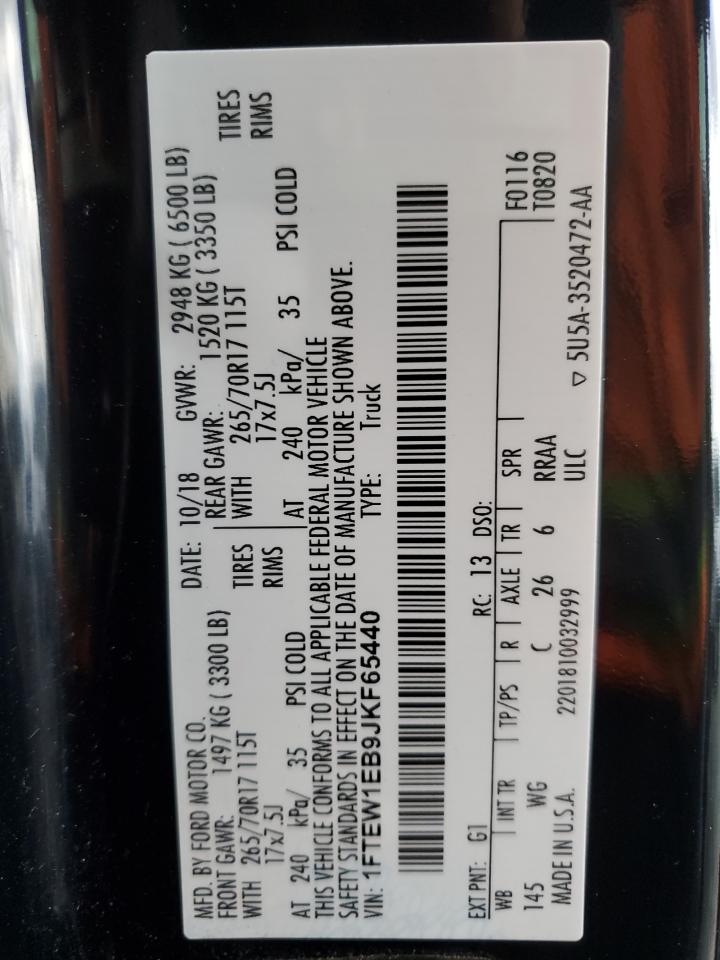 MFD. BY FORD MOTOR CO.
DATE: 10/18 GVWR: 2948 KG ( 6500 LB)
FRONT GAWR: 1497 KG ( 3300 LB) REAR GAWR: 1520 KG ( 3350 LB)
WITH 265/70R17 115T TIRES WITH 265/70R17 115T TIRES
17x7.5J RIMS 17x7.5J RIMS
AT 240 kPa/ 35 PSI COLD AT 240 kPa/ 35 PSI COLD
THIS VEHICLE CONFORMS TO ALL APPLICABLE FEDERAL MOTOR VEHICLE
SAFETY STANDARDS IN EFFECT ON THE DATE OF MANUFACTURE SHOWN ABOVE.
VIN: 1FTEW1EB9JKF65440 TYPE: Truck
EXT PNT: G1 RC: 13 DSO:
WB INT TR TP/PS R AXLE TR SPR F0116
T0820
145 WG C 26 6 RRAA
MADE IN U.S.A. 2201810032999 ULC ▽ 5U5A-3520472-AA